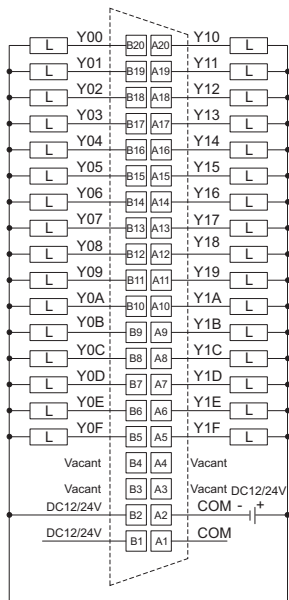 L Y00 B20 A20 Y10 L
L Y01 B19 A19 Y11 L
L Y02 B18 A18 Y12 L
L Y03 B17 A17 Y13 L
L Y04 B16 A16 Y14 L
L Y05 B15 A15 Y15 L
L Y06 B14 A14 Y16 L
L Y07 B13 A13 Y17 L
L Y08 B12 A12 Y18 L
L Y09 B11 A11 Y19 L
L Y0A B10 A10 Y1A L
L Y0B B9 A9 Y1B L
L Y0C B8 A8 Y1C L
L Y0D B7 A7 Y1D L
L Y0E B6 A6 Y1E L
L Y0F B5 A5 Y1F L
Vacant B4 A4 Vacant
Vacant B3 A3 Vacant DC12/24V
DC12/24V B2 A2 COM - +
DC12/24V B1 A1 COM